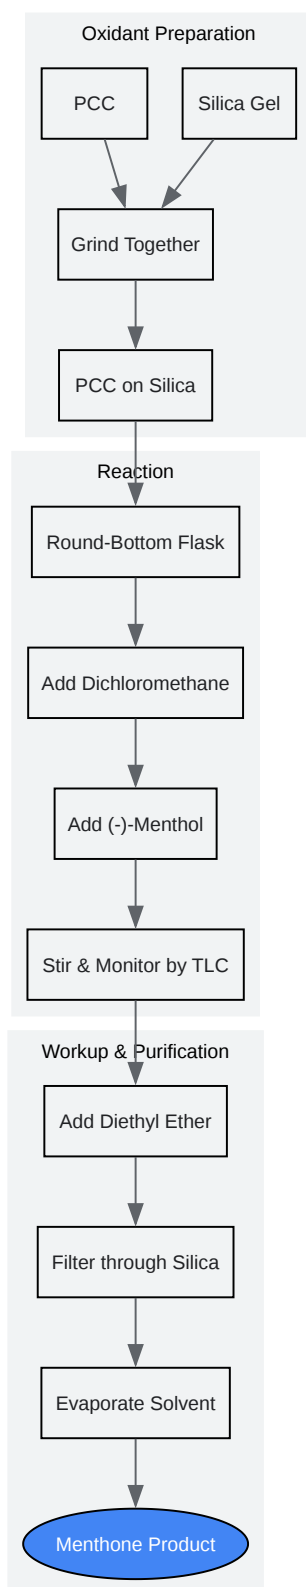 Oxidant Preparation
PCC
Silica Gel
Grind Together
PCC on Silica
Reaction
Round-Bottom Flask
Add Dichloromethane
Add (-)-Menthol
Stir & Monitor by TLC
Workup & Purification
Add Diethyl Ether
Filter through Silica
Evaporate Solvent
Menthone Product